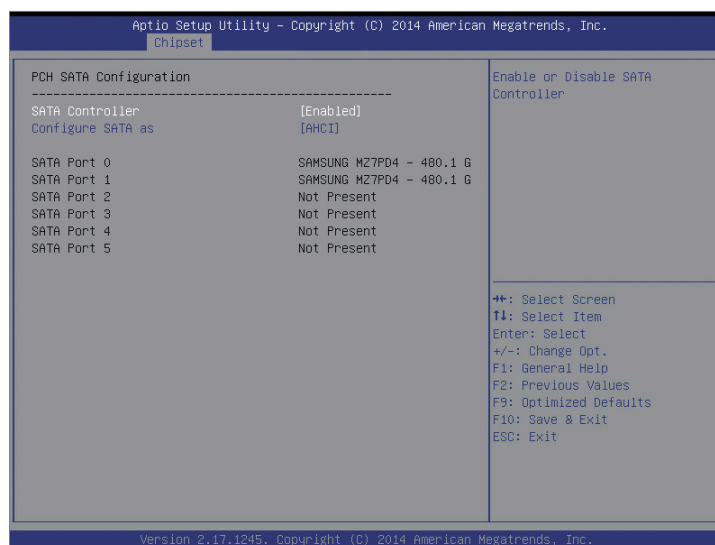 Aptio Setup Utility – Copyright (C) 2014 American Megatrends, Inc.
Chipset
PCH SATA Configuration
--------------------------------------------------
SATA Controller [Enabled]
Configure SATA as [AHCI]
SATA Port 0 SAMSUNG MZ7PD4 – 480.1 G
SATA Port 1 SAMSUNG MZ7PD4 – 480.1 G
SATA Port 2 Not Present
SATA Port 3 Not Present
SATA Port 4 Not Present
SATA Port 5 Not Present
Enable or Disable SATA
Controller
→←: Select Screen
↑↓: Select Item
Enter: Select
+/–: Change Opt.
F1: General Help
F2: Previous Values
F9: Optimized Defaults
F10: Save & Exit
ESC: Exit
Version 2.17.1245. Copyright (C) 2014 American Megatrends, Inc.